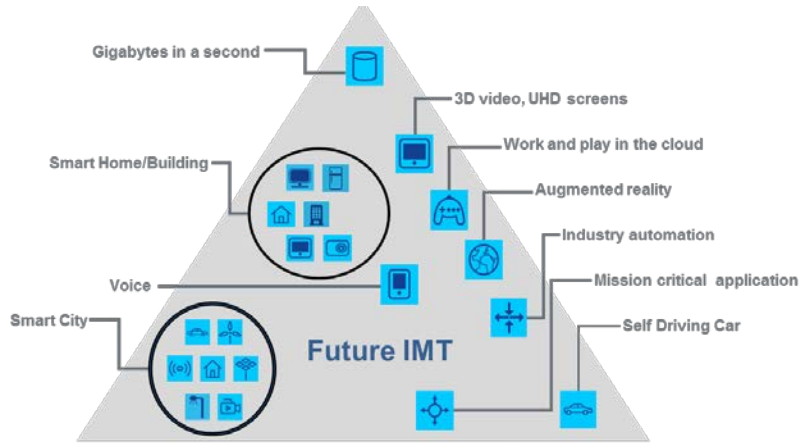 Gigabytes in a second
3D video, UHD screens
Work and play in the cloud
Smart Home/Building
Augmented reality
Industry automation
Voice
Mission critical application
Smart City
Self Driving Car
Future IMT